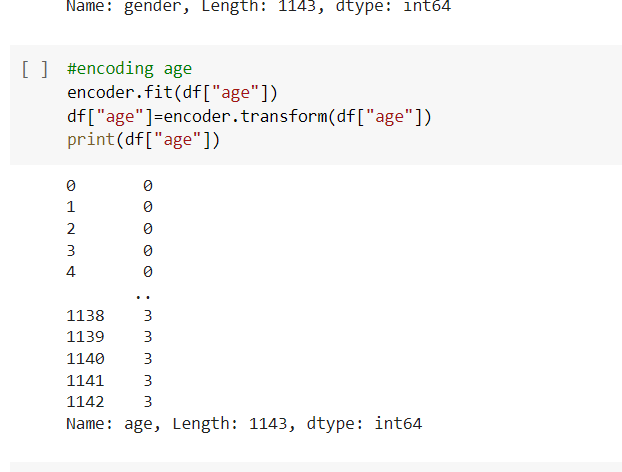 Name: gender, Length: 1143, dtype: int64
[ ] #encoding age
encoder.fit(df["age"])
df["age"]=encoder.transform(df["age"])
print(df["age"])
0 0
1 0
2 0
3 0
4 0
..
1138 3
1139 3
1140 3
1141 3
1142 3
Name: age, Length: 1143, dtype: int64